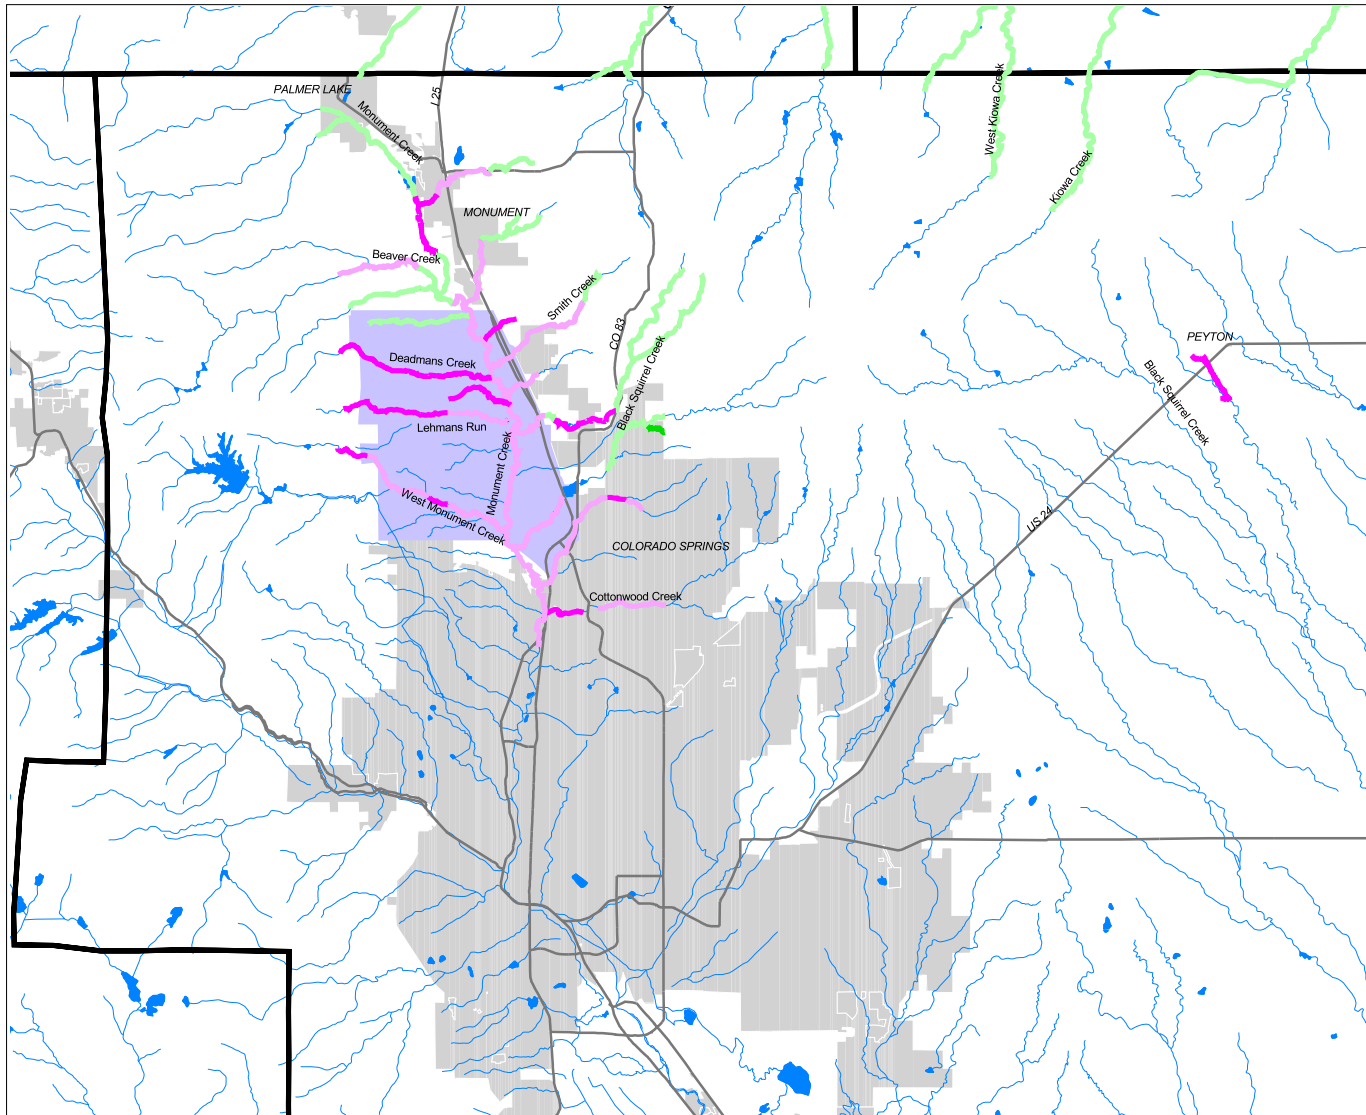 PALMER LAKE
I 25
Monument Creek
West Kiowa Creek
Kiowa Creek
MONUMENT
Beaver Creek
Smith Creek
CO 83
PEYTON
Deadmans Creek
Black Squirrel Creek
Black Squirrel Creek
Lehmans Run
Monument Creek
West Monument Creek
US 24
COLORADO SPRINGS
Cottonwood Creek